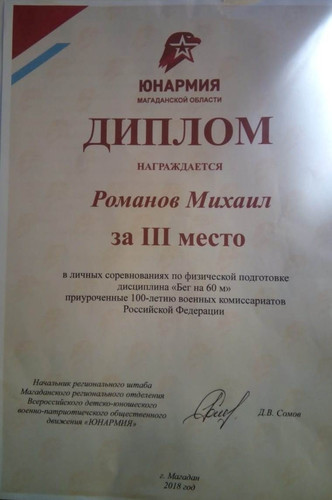 ЮНАРМИЯ
МАГАДАНСКОЙ ОБЛАСТИ
ДИПЛОМ
НАГРАЖДАЕТСЯ
Романов Михаил
за III место
в личных соревнованиях по физической подготовке
дисциплина «Бег на 60 м»
приуроченные 100-летию военных комиссариатов
Российской Федерации
Начальник регионального штаба
Магаданского регионального отделения
Всероссийского детско-юношеского
военно-патриотического общественного
движения «ЮНАРМИЯ»
Д.В. Сомов
г. Магадан
2018 год